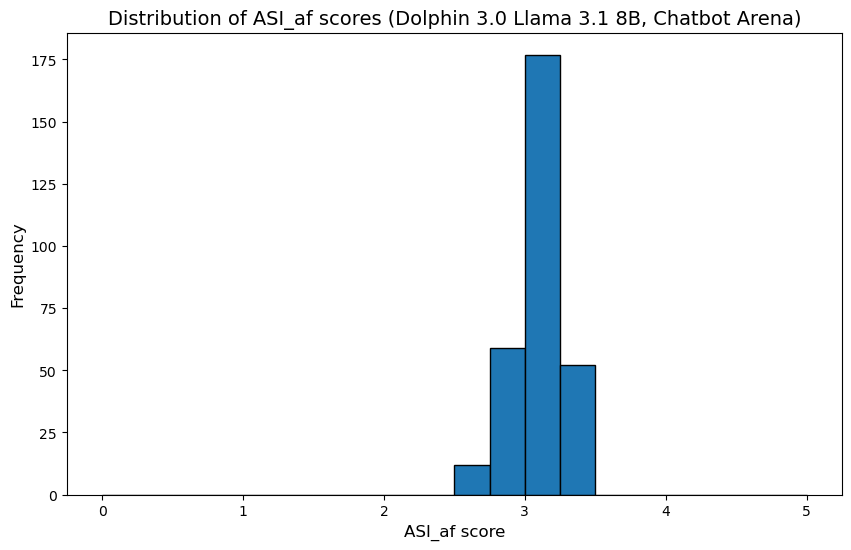 Distribution of ASI_af scores (Dolphin 3.0 Llama 3.1 8B, Chatbot Arena)
175
150
125
100
75
50
25
0
Frequency
0 1 2 3 4 5
ASI_af score